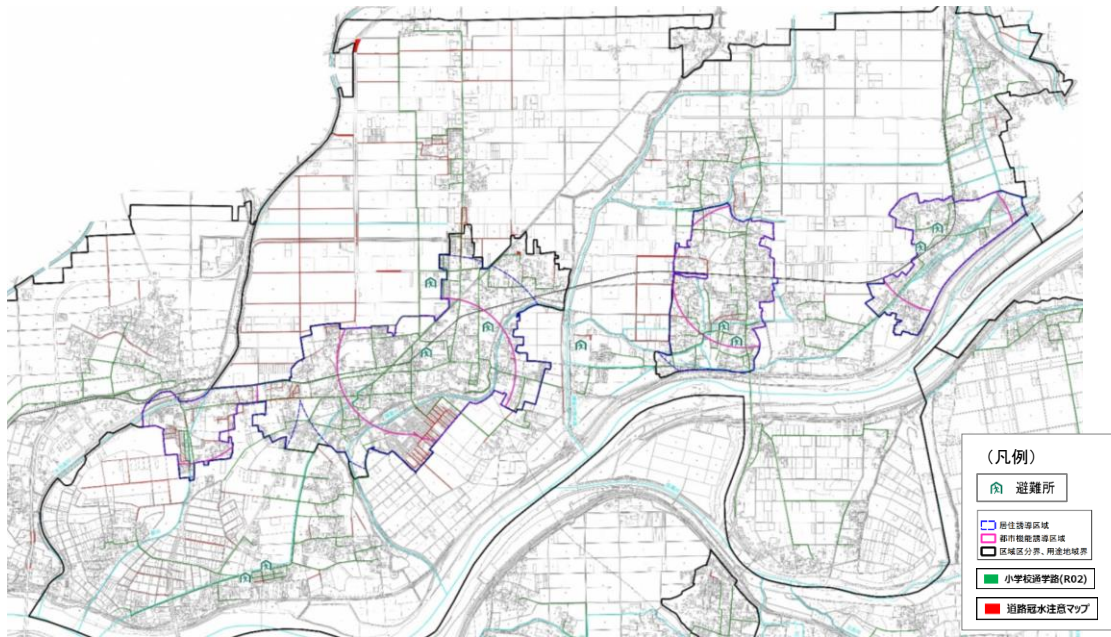 （凡例）
避難所
居住誘導区域
都市機能誘導区域
区域区分界、用途地域界
小学校通学路(R02)
道路冠水注意マップ